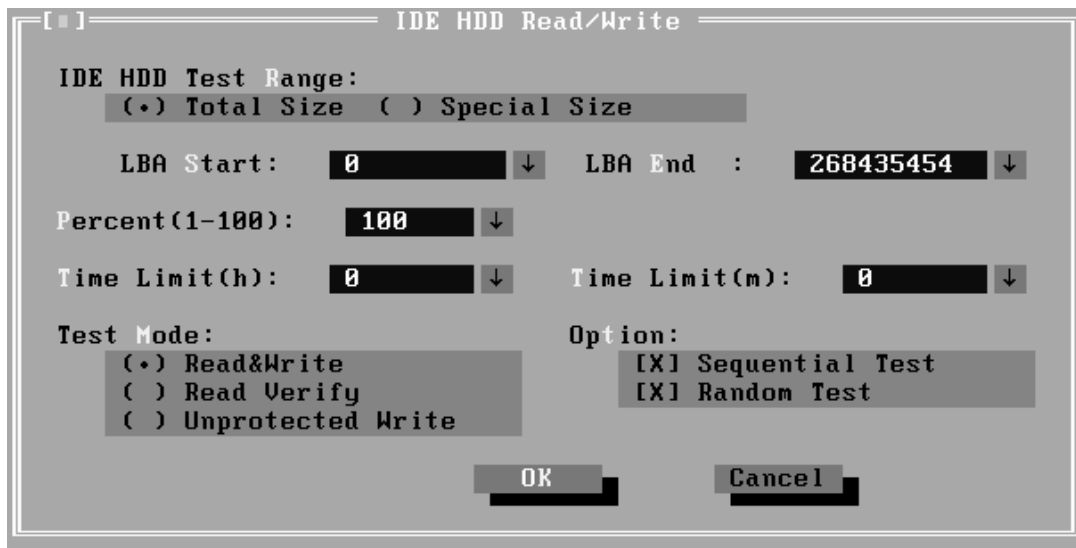 [■] IDE HDD Read/Write
IDE HDD Test Range:
(•) Total Size ( ) Special Size
LBA Start: 0 ↓ LBA End : 268435454 ↓
Percent(1-100): 100 ↓
Time Limit(h): 0 ↓ Time Limit(m): 0 ↓
Test Mode: Option:
(•) Read&Write [X] Sequential Test
( ) Read Verify [X] Random Test
( ) Unprotected Write
OK Cancel